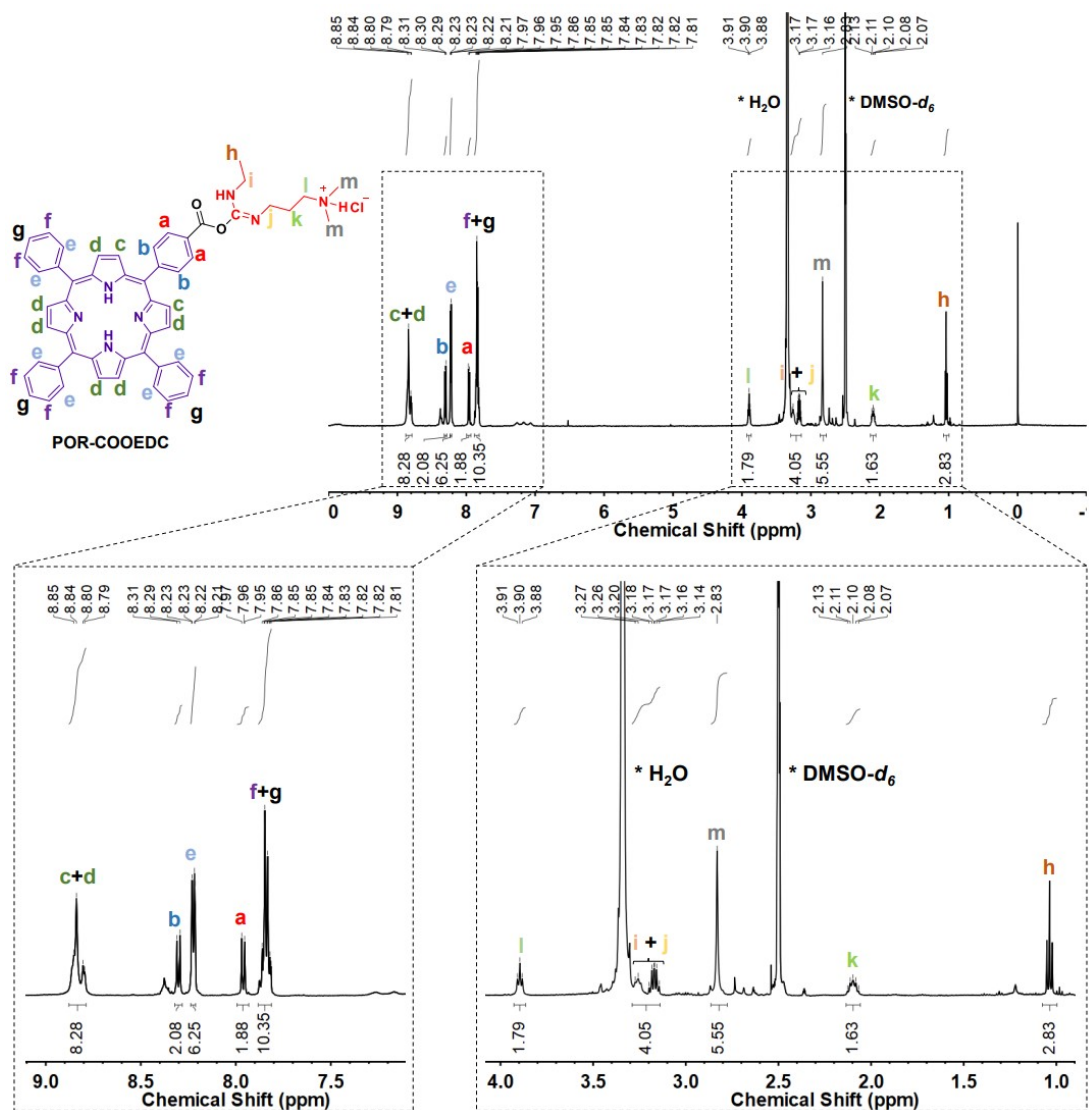 8.85 8.84 8.80 8.79 8.31 8.30 8.29 8.23 8.23 8.22 8.21 7.97 7.96 7.95 7.86 7.85 7.85 7.84 7.83 7.82 7.82 7.81
3.91 3.90 3.88 3.17 3.17 3.16 2.13 2.11 2.10 2.08 2.07
* H2O
* DMSO-d6
h
i
l
m
HN
N
+
HCl−
j
k
m
O
O
C
N
a
a
b
b
f
g
f
e
e
d
c
d
d
c
d
NH
N
N
HN
e
e
f
f
g
d
d
e
e
f
f
g
POR-COOEDC
c+d
b
e
a
f+g
l
i + j
m
k
h
8.28 2.08 6.25 1.88 10.35
1.79 4.05 5.55 1.63 2.83
0 9 8 7 6 5 4 3 2 1 0 -1
Chemical Shift (ppm)
8.85 8.84 8.80 8.79 8.31 8.29 8.23 8.23 8.22 8.21 7.97 7.96 7.95 7.86 7.85 7.85 7.84 7.83 7.82 7.82 7.81
c+d
b
e
a
f+g
8.28 2.08 6.25 1.88 10.35
9.0 8.5 8.0 7.5
Chemical Shift (ppm)
3.91 3.90 3.88 3.27 3.26 3.20 3.18 3.17 3.17 3.16 3.14 2.83 2.13 2.11 2.10 2.08 2.07
* H2O
* DMSO-d6
l
i + j
m
k
h
1.79 4.05 5.55 1.63 2.83
4.0 3.5 3.0 2.5 2.0 1.5 1.0
Chemical Shift (ppm)